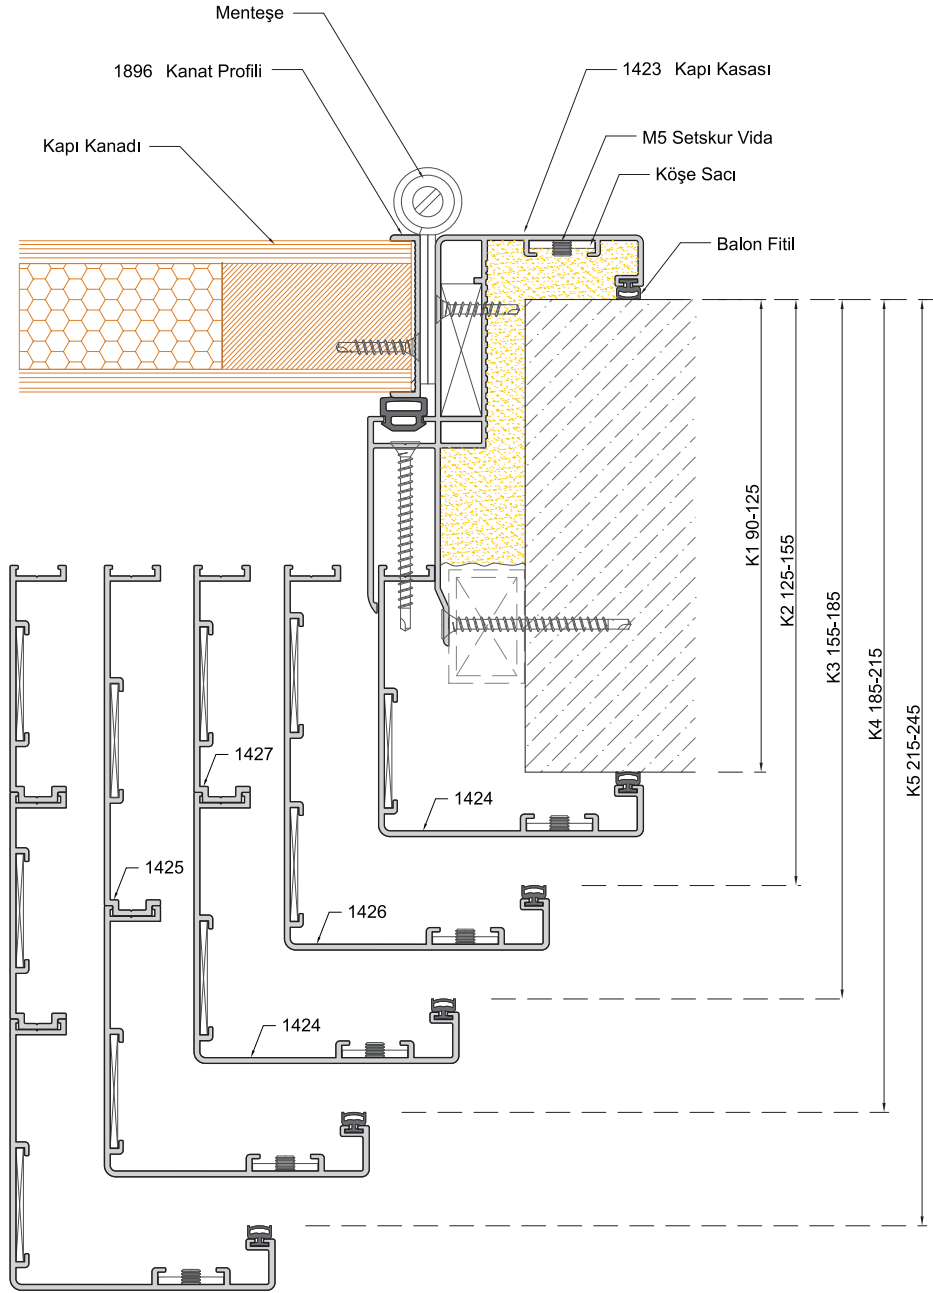 Menteşe
1896 Kanat Profili
1423 Kapı Kasası
M5 Setskur Vida
Kapı Kanadı
Köşe Sacı
Balon Fitil
K1 90-125
K2 125-155
K3 155-185
K4 185-215
K5 215-245
1427
1424
1425
1426
1424